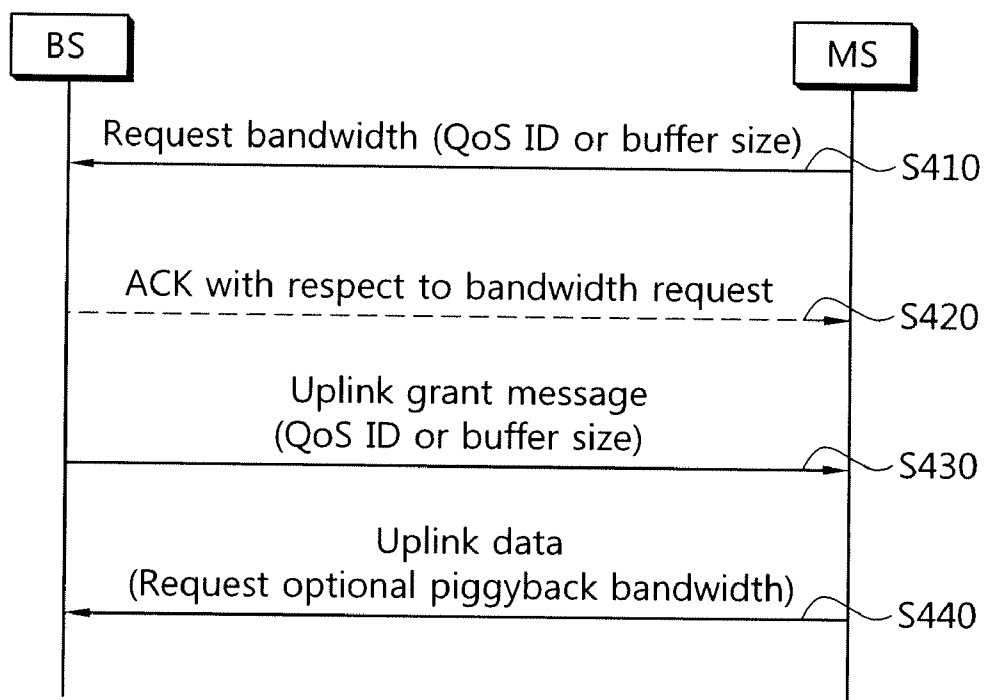 BS
MS
Request bandwidth (QoS ID or buffer size)
S410
ACK with respect to bandwidth request
S420
Uplink grant message
(QoS ID or buffer size)
S430
Uplink data
(Request optional piggyback bandwidth)
S440